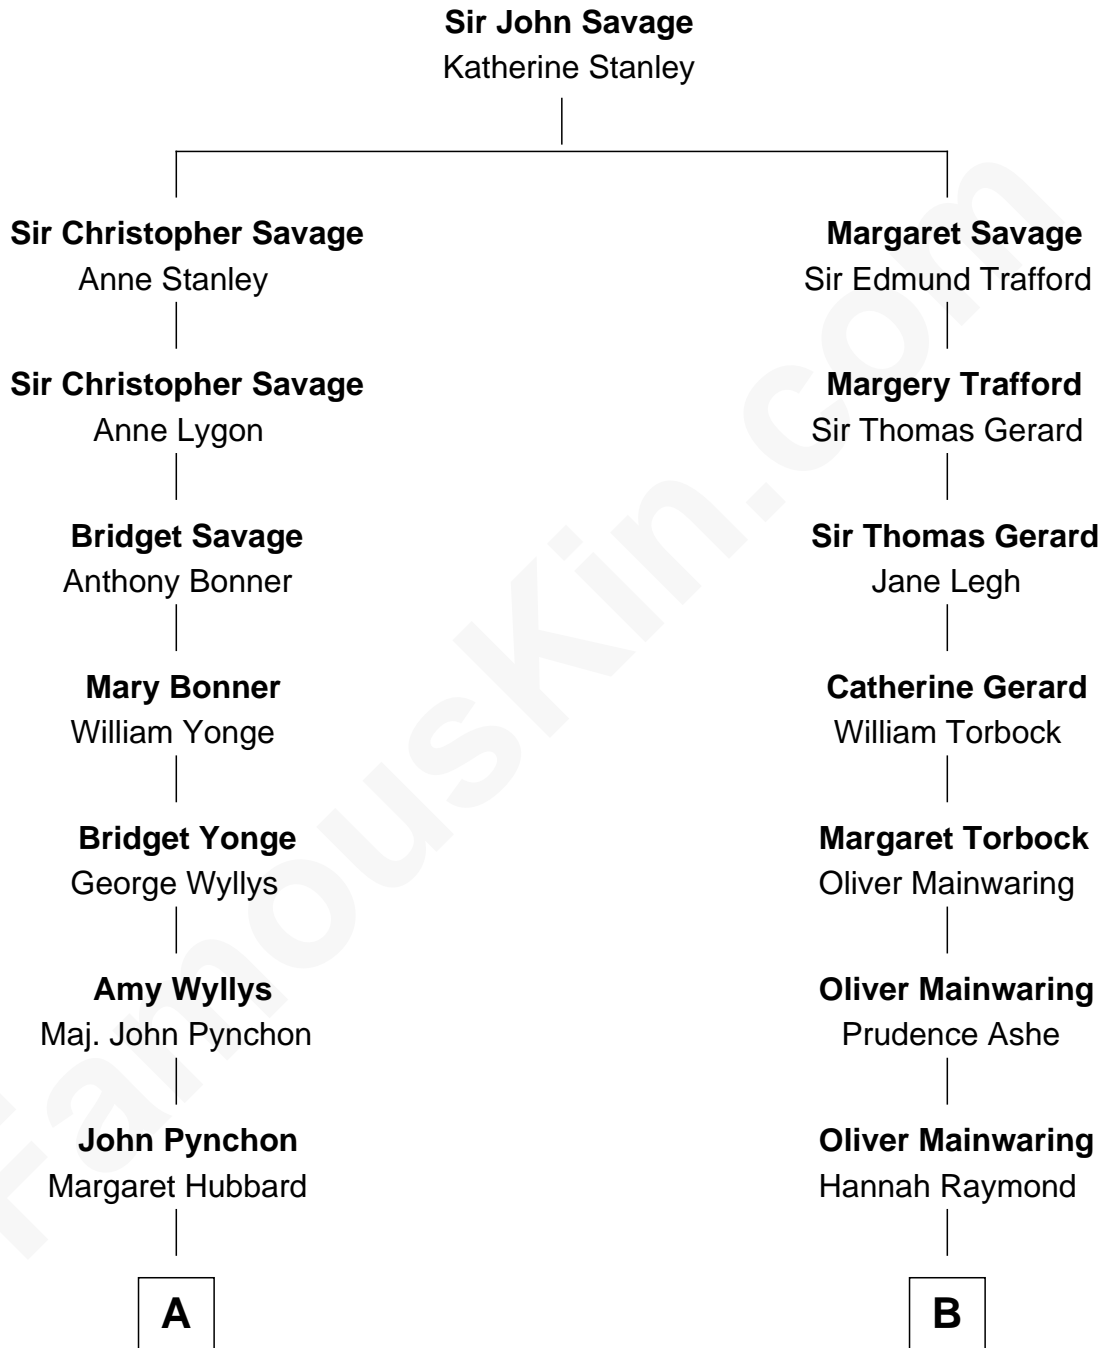 Sir John Savage
Katherine Stanley
Sir Christopher Savage
Anne Stanley
Margaret Savage
Sir Edmund Trafford
Sir Christopher Savage
Anne Lygon
Margery Trafford
Sir Thomas Gerard
Bridget Savage
Anthony Bonner
Sir Thomas Gerard
Jane Legh
Mary Bonner
William Yonge
Catherine Gerard
William Torbock
Bridget Yonge
George Wyllys
Margaret Torbock
Oliver Mainwaring
Amy Wyllys
Maj. John Pynchon
Oliver Mainwaring
Prudence Ashe
John Pynchon
Margaret Hubbard
Oliver Mainwaring
Hannah Raymond
A
B
FamousKin.com